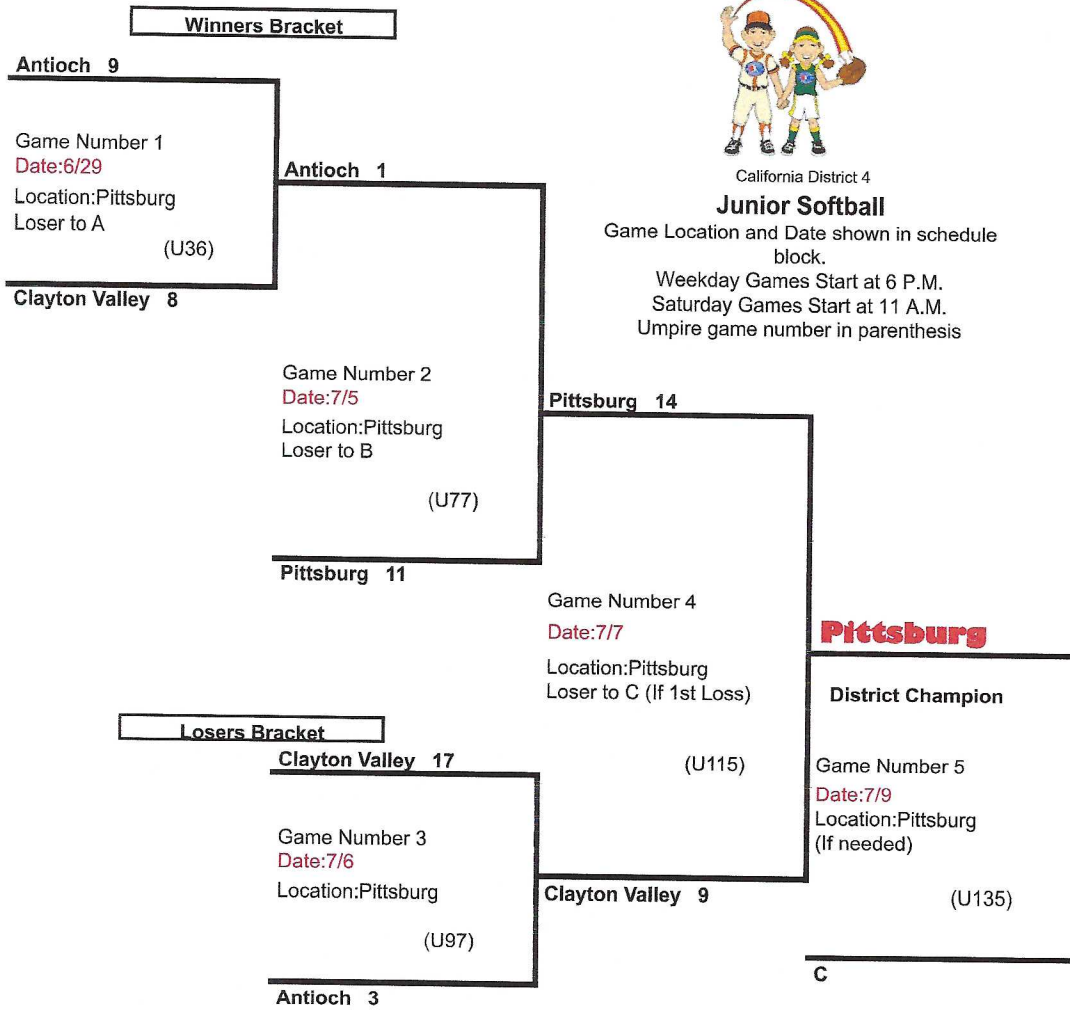 Winners Bracket
Antioch 9
Game Number 1
Date:6/29
Location:Pittsburg
Loser to A
(U36)
Clayton Valley 8
California District 4
Junior Softball
Game Location and Date shown in schedule
block.
Weekday Games Start at 6 P.M.
Saturday Games Start at 11 A.M.
Umpire game number in parenthesis
Antioch 1
Game Number 2
Date:7/5
Location:Pittsburg
Loser to B
(U77)
Pittsburg 11
Pittsburg 14
Game Number 4
Date:7/7
Location:Pittsburg
Loser to C (If 1st Loss)
(U115)
Clayton Valley 9
Losers Bracket
Clayton Valley 17
Game Number 3
Date:7/6
Location:Pittsburg
(U97)
Antioch 3
Pittsburg
District Champion
Game Number 5
Date:7/9
Location:Pittsburg
(If needed)
(U135)
C